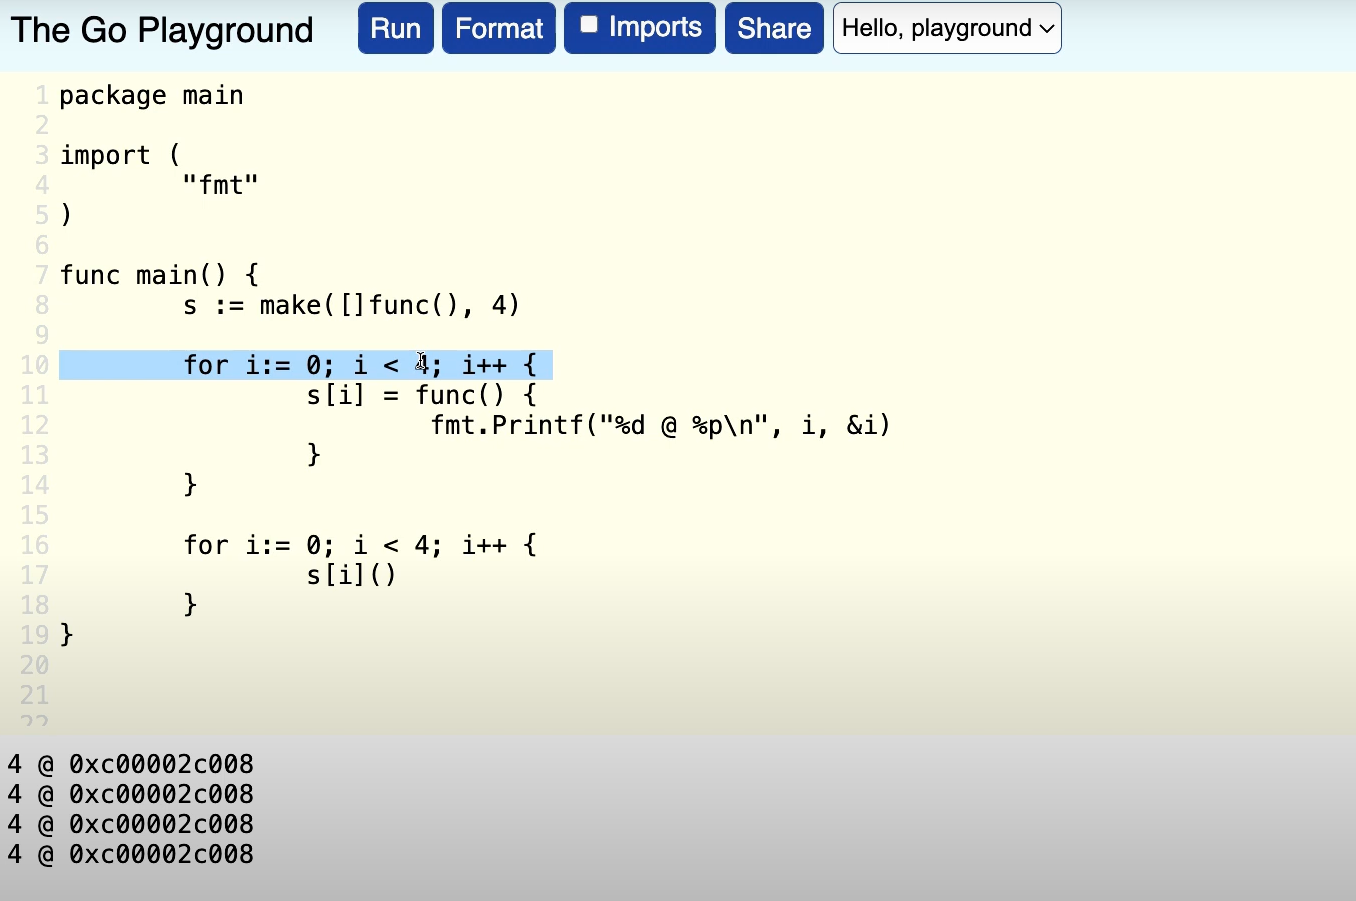 The Go Playground Run Format Imports Share Hello, playground
1 package main
2
3 import (
4 "fmt"
5 )
6
7 func main() {
8 s := make([]func(), 4)
9
10 for i:= 0; i < 4; i++ {
11 s[i] = func() {
12 fmt.Printf("%d @ %p\n", i, &i)
13 }
14 }
15
16 for i:= 0; i < 4; i++ {
17 s[i]()
18 }
19 }
20
21
22
4 @ 0xc00002c008
4 @ 0xc00002c008
4 @ 0xc00002c008
4 @ 0xc00002c008